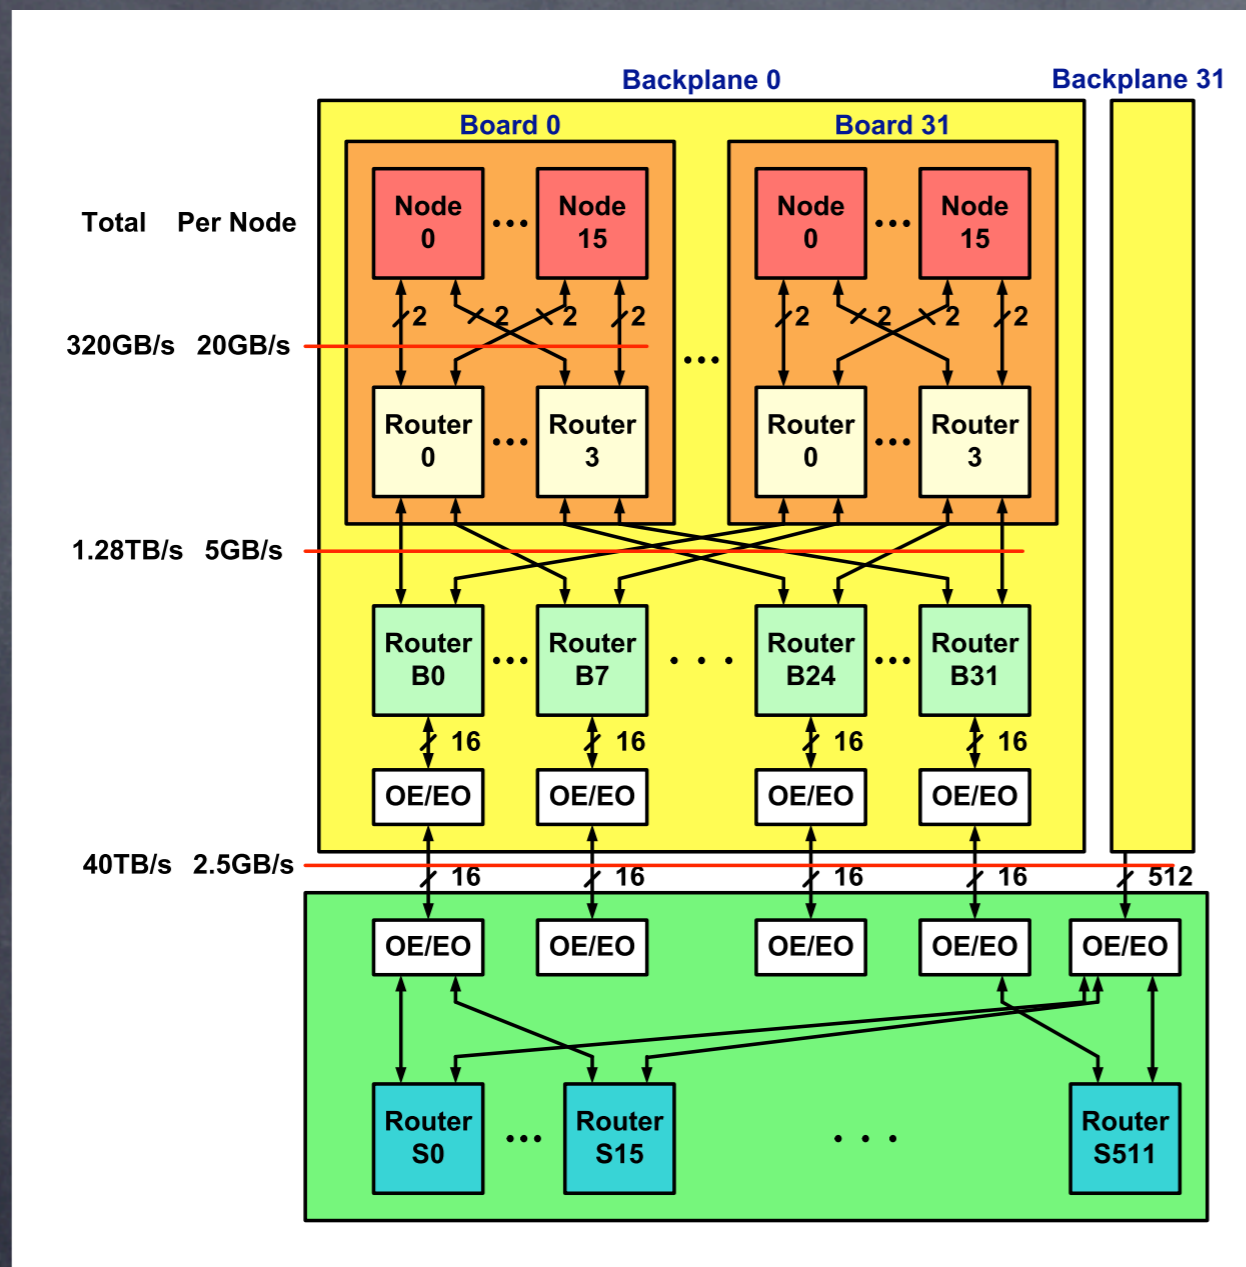 Backplane 0
Backplane 31
Board 0
Board 31
Node
0
...
Node
15
Node
0
...
Node
15
Total Per Node
2
2
2
2
2
2
2
2
320GB/s 20GB/s
...
Router
0
...
Router
3
Router
0
...
Router
3
1.28TB/s 5GB/s
Router
B0
...
Router
B7
. . .
Router
B24
...
Router
B31
16
16
16
16
OE/EO
OE/EO
OE/EO
OE/EO
40TB/s 2.5GB/s
16
16
16
16
512
OE/EO
OE/EO
OE/EO
OE/EO
OE/EO
Router
S0
...
Router
S15
. . .
Router
S511